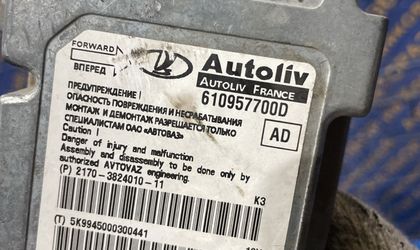 FORWARD
ВПЕРЕД
Autoliv
AUTOLIV FRANCE
610957700D
ПРЕДУПРЕЖДЕНИЕ !
ОПАСНОСТЬ ПОВРЕЖДЕНИЯ И НЕСРАБАТЫВАНИЯ
МОНТАЖ И ДЕМОНТАЖ РАЗРЕШАЕТСЯ ТОЛЬКО
СПЕЦИАЛИСТАМ ОАО «АВТОВАЗ»
AD
Caution !
Danger of injury and malfunction
Assembly and disassembly to be done only by
authorized AVTOVAZ engineering.
(P) 2170-3824010-11
K3
(T) 5K9945000300441